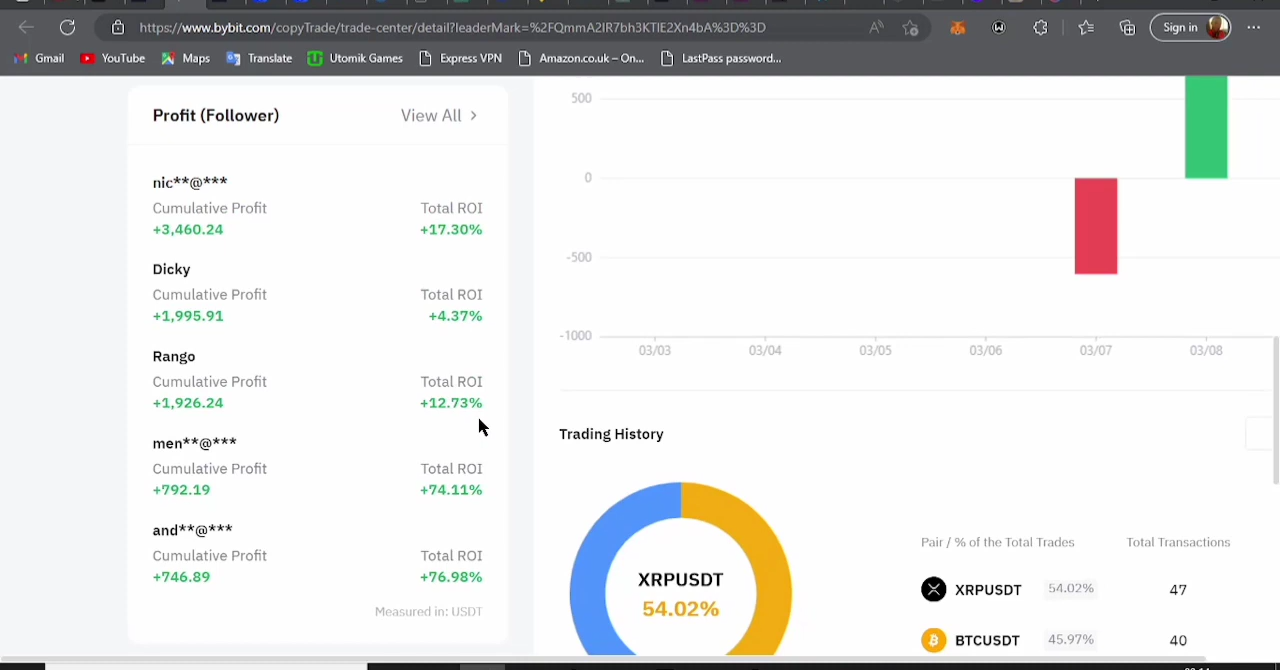 https://www.bybit.com/copyTrade/trade-center/detail?leaderMark=%2FQmmA2IR7bh3KTlE2Xn4bA%3D%3D
Sign in
Gmail YouTube Maps Translate Utomik Games Express VPN Amazon.co.uk – On... LastPass password...
Profit (Follower) View All >
nic**@***
Cumulative Profit Total ROI
+3,460.24 +17.30%
Dicky
Cumulative Profit Total ROI
+1,995.91 +4.37%
Rango
Cumulative Profit Total ROI
+1,926.24 +12.73%
men**@***
Cumulative Profit Total ROI
+792.19 +74.11%
and**@***
Cumulative Profit Total ROI
+746.89 +76.98%
Measured in: USDT
500
0
-500
-1000
03/03 03/04 03/05 03/06 03/07 03/08
Trading History
XRPUSDT
54.02%
Pair / % of the Total Trades Total Transactions
XRPUSDT 54.02% 47
BTCUSDT 45.97% 40